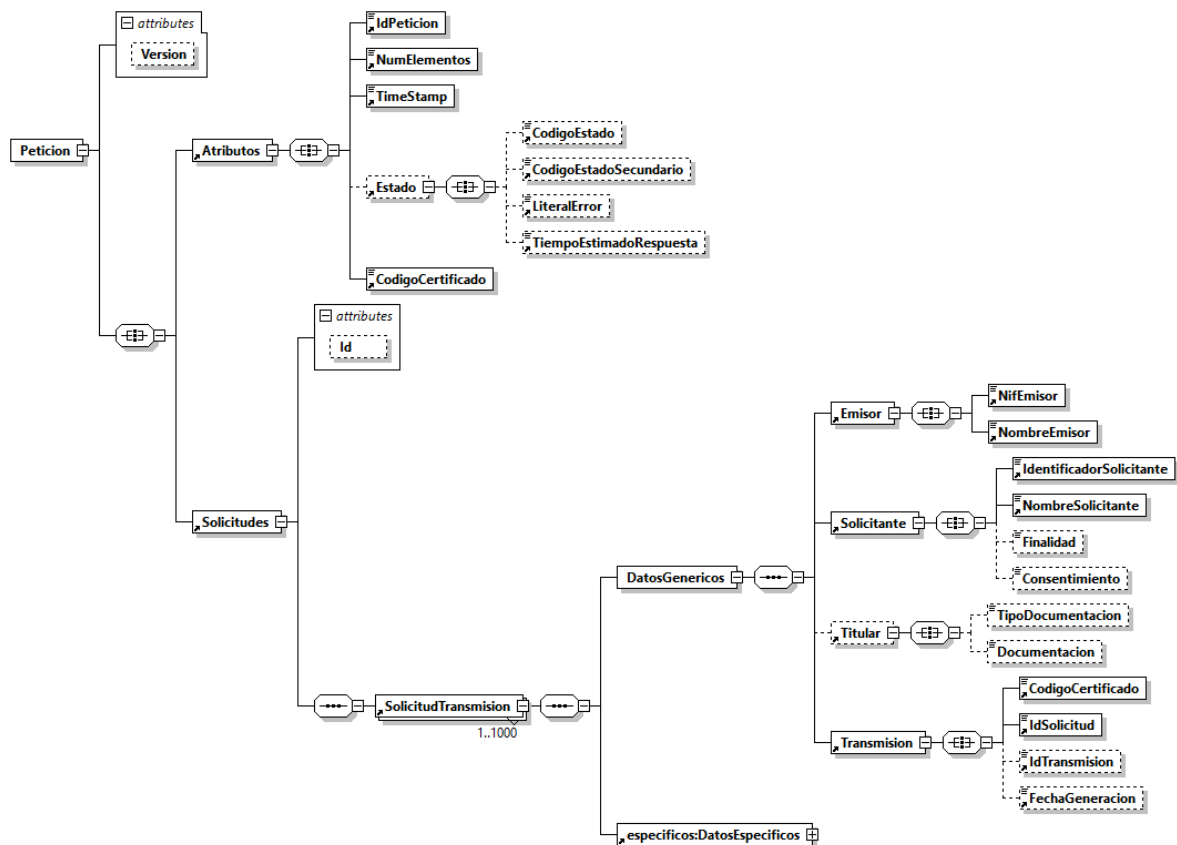 attributes
Version
IdPeticion
NumElementos
TimeStamp
Peticion
Atributos
CodigoEstado
CodigoEstadoSecundario
Estado
LiteralError
TiempoEstimadoRespuesta
CodigoCertificado
attributes
Id
Emisor
NifEmisor
NombreEmisor
Solicitudes
Solicitante
IdentificadorSolicitante
NombreSolicitante
Finalidad
Consentimiento
DatosGenericos
Titular
TipoDocumentacion
Documentacion
SolicitudTransmision
1..1000
Transmision
CodigoCertificado
IdSolicitud
IdTransmision
FechaGeneracion
especificos:DatosEspecificos